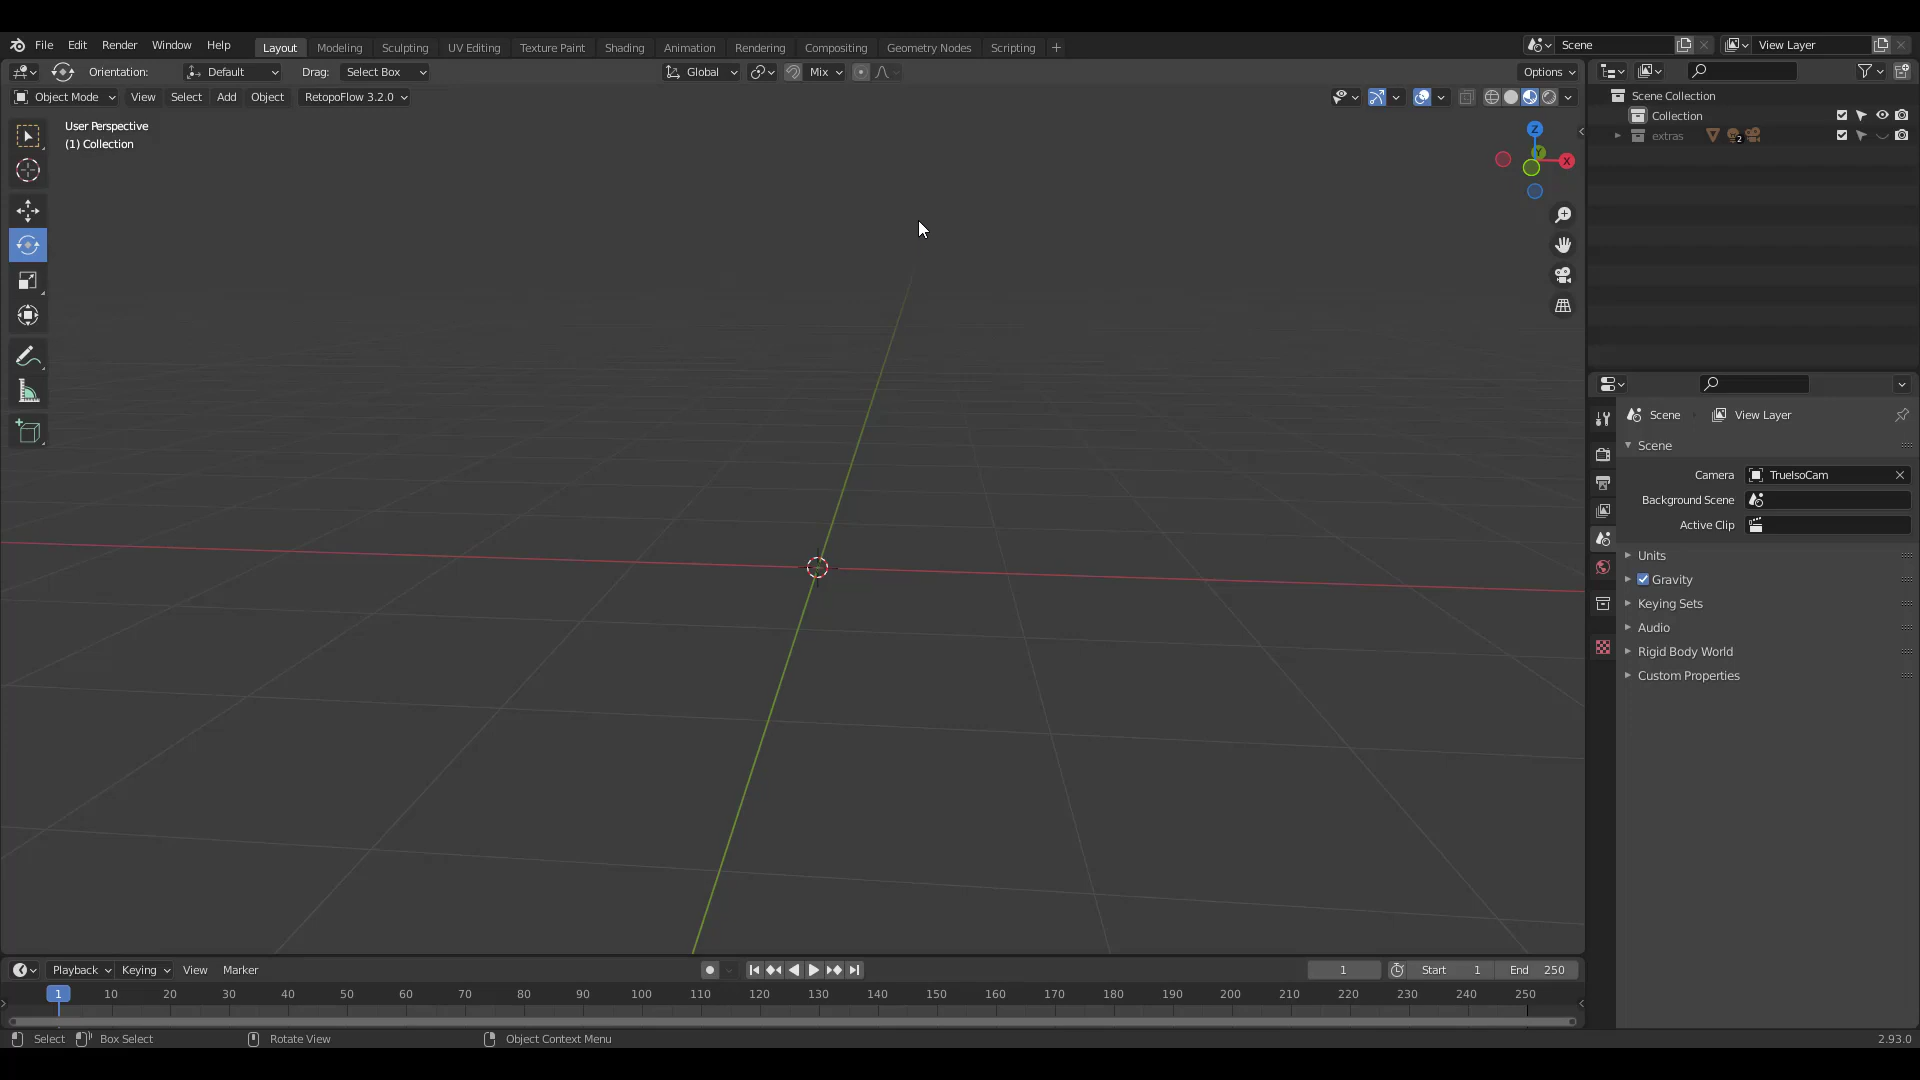 File Edit Render Window Help Layout Modeling Sculpting UV Editing Texture Paint Shading Animation Rendering Compositing Geometry Nodes Scripting + Scene View Layer
Orientation: Default Drag: Select Box Global Mix Options
Object Mode View Select Add Object RetopoFlow 3.2.0
Scene Collection
Collection
extras 2
User Perspective
(1) Collection
Z
Y
X
Scene View Layer
Scene
Camera TrueIsoCam
Background Scene
Active Clip
Units
Gravity
Keying Sets
Audio
Rigid Body World
Custom Properties
Playback Keying View Marker 1 Start 1 End 250
1 10 20 30 40 50 60 70 80 90 100 110 120 130 140 150 160 170 180 190 200 210 220 230 240 250
Select Box Select Rotate View Object Context Menu 2.93.0